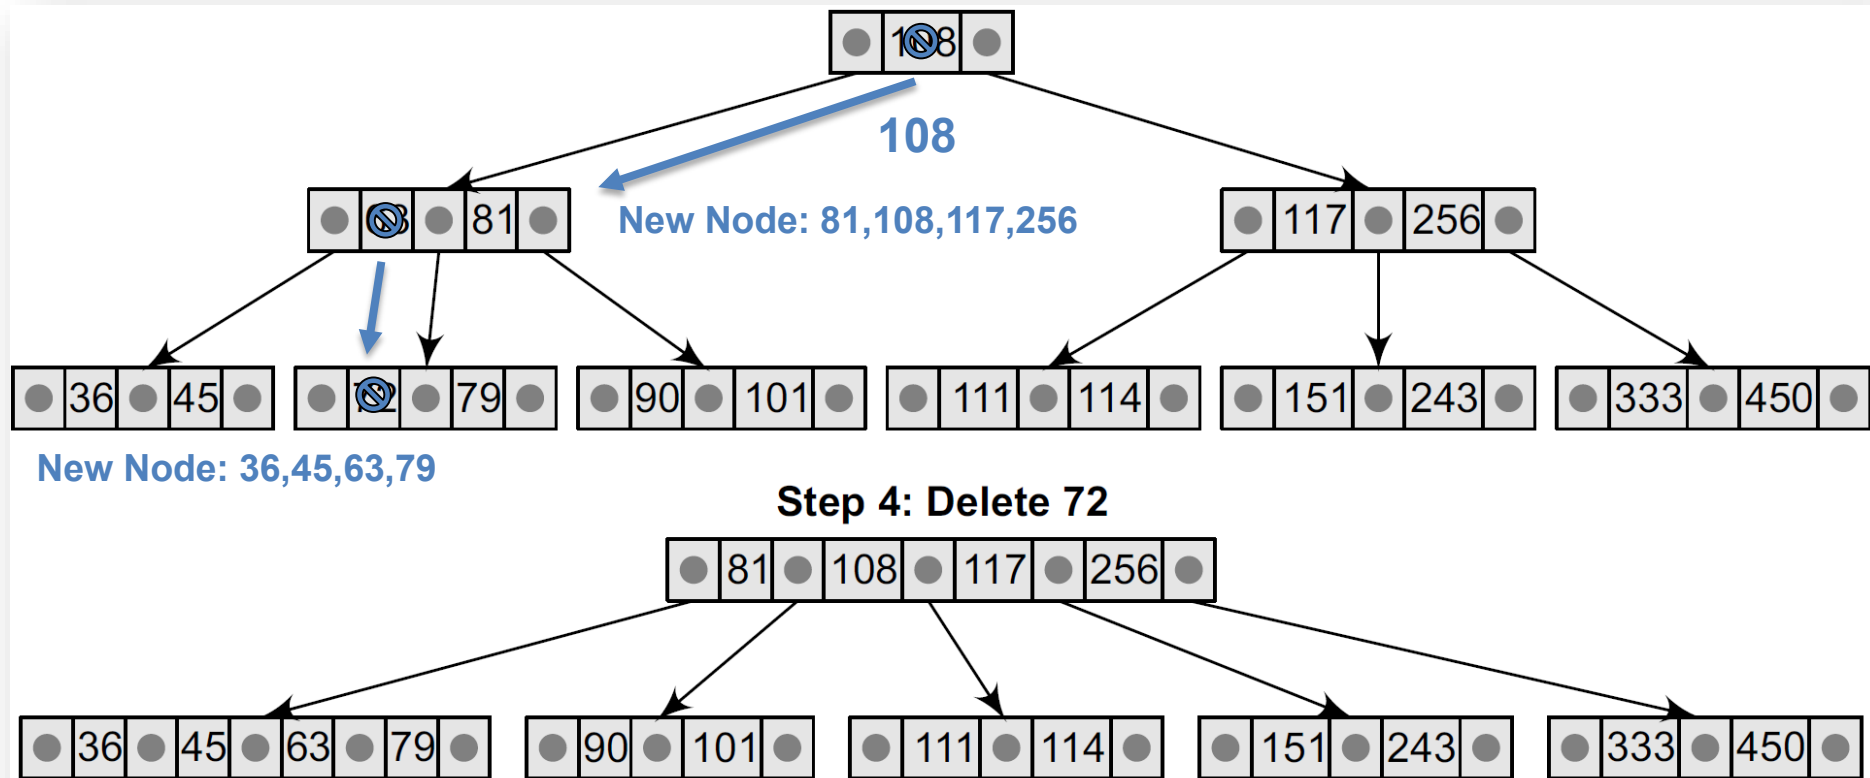 108
108
63 81
New Node: 81,108,117,256
117 256
36 45
72 79
90 101
111 114
151 243
333 450
New Node: 36,45,63,79
Step 4: Delete 72
81 108 117 256
36 45 63 79
90 101
111 114
151 243
333 450